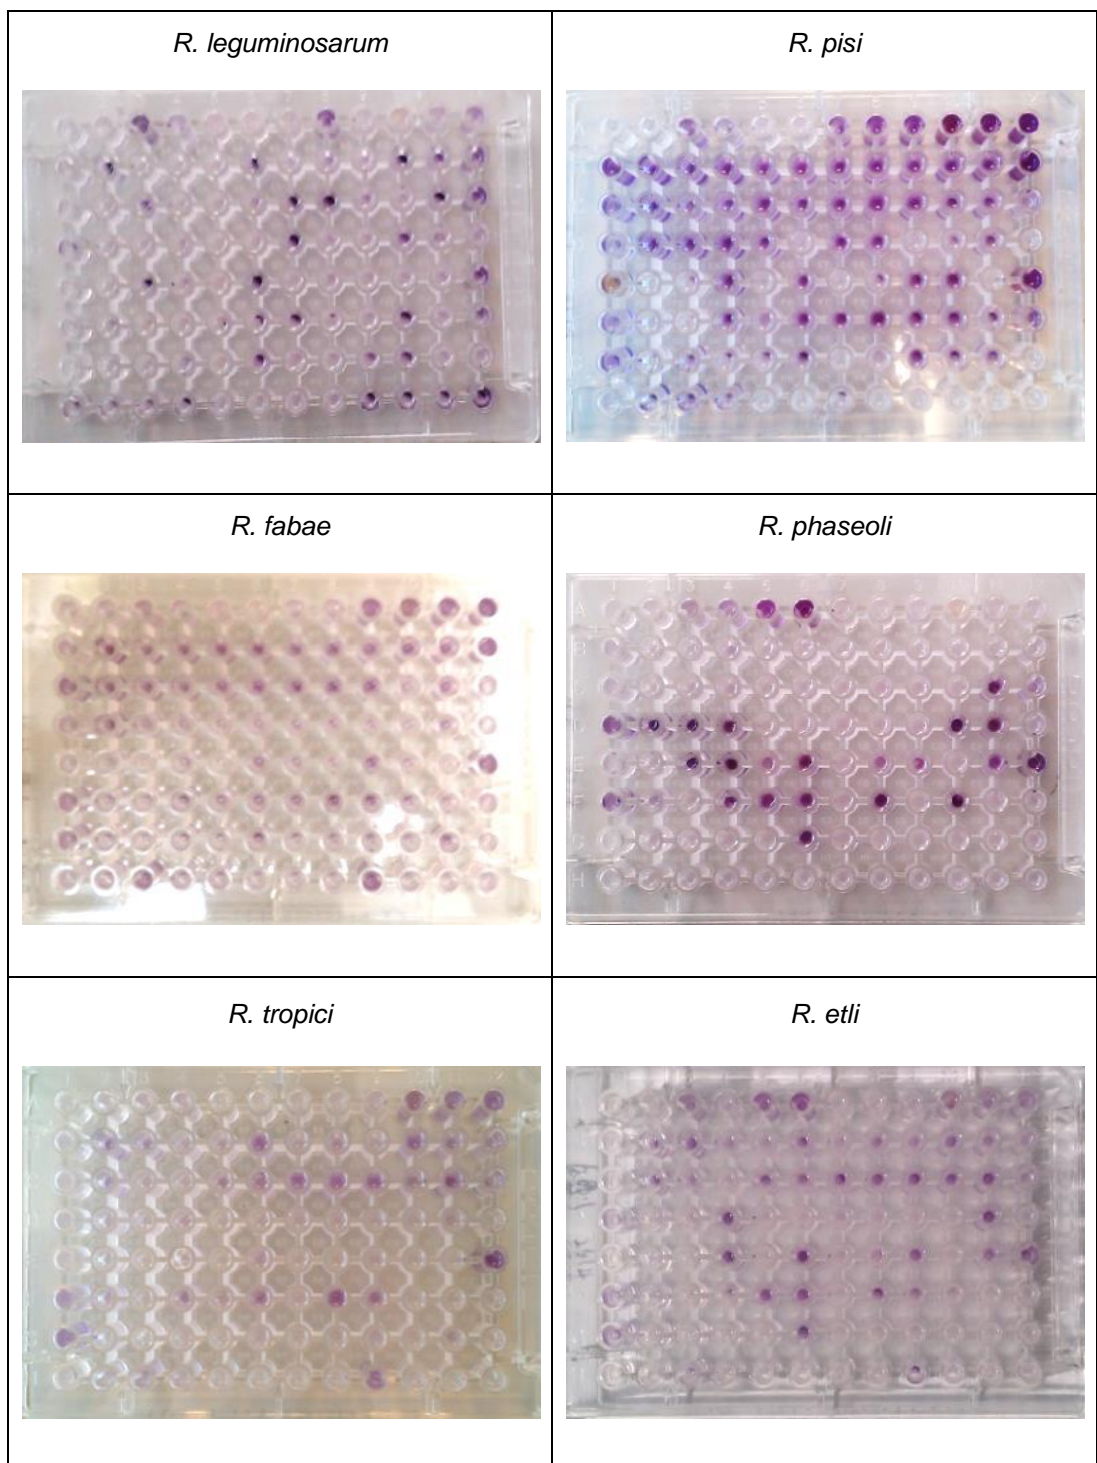 R. leguminosarum
R. pisi
R. fabae
R. phaseoli
R. tropici
R. etli